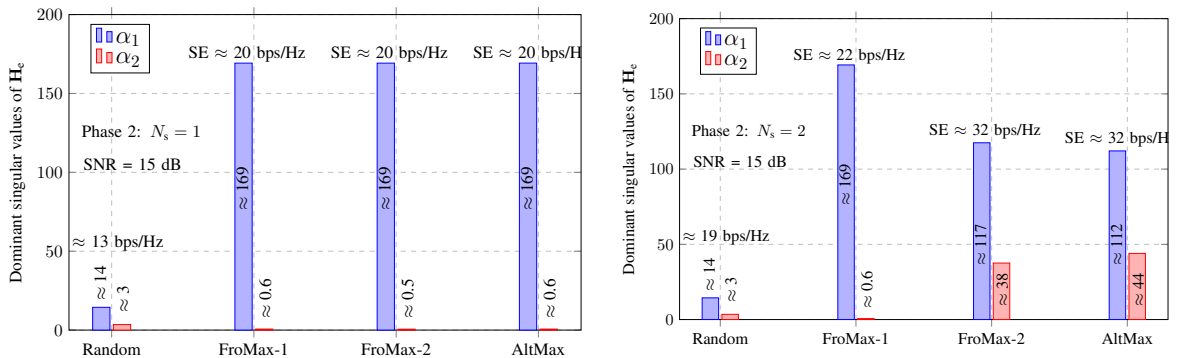 Dominant singular values of H_e
200
150
100
50
0
α1
α2
SE ≈ 20 bps/Hz
SE ≈ 20 bps/Hz
SE ≈ 20 bps/H
Phase 2: N_s = 1
SNR = 15 dB
≈ 13 bps/Hz
≈ 14
≈ 3
≈ 169
≈ 0.6
≈ 169
≈ 0.5
≈ 169
≈ 0.6
Random
FroMax-1
FroMax-2
AltMax
Dominant singular values of H_e
200
150
100
50
0
α1
α2
SE ≈ 22 bps/Hz
SE ≈ 32 bps/Hz
SE ≈ 32 bps/H
Phase 2: N_s = 2
SNR = 15 dB
≈ 19 bps/Hz
≈ 14
≈ 3
≈ 169
≈ 0.6
≈ 117
≈ 38
≈ 112
≈ 44
Random
FroMax-1
FroMax-2
AltMax